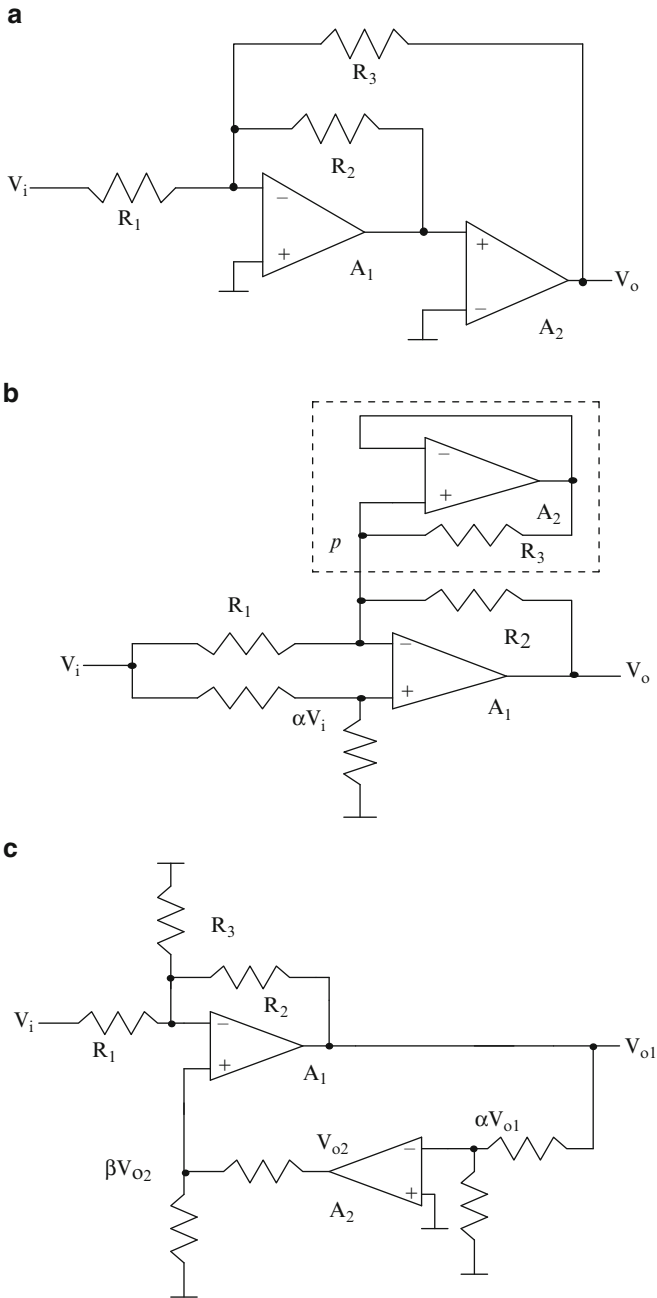 a
R₃
R₂
Vᵢ
R₁
−
+
A₁
+
−
A₂
Vₒ
b
−
+
A₂
p
R₃
R₁
R2
Vᵢ
−
+
A₁
Vₒ
αVᵢ
c
R₃
R₂
Vᵢ
R₁
−
+
A₁
Vₒ₁
αVₒ₁
Vₒ₂
−
+
βVₒ₂
A₂